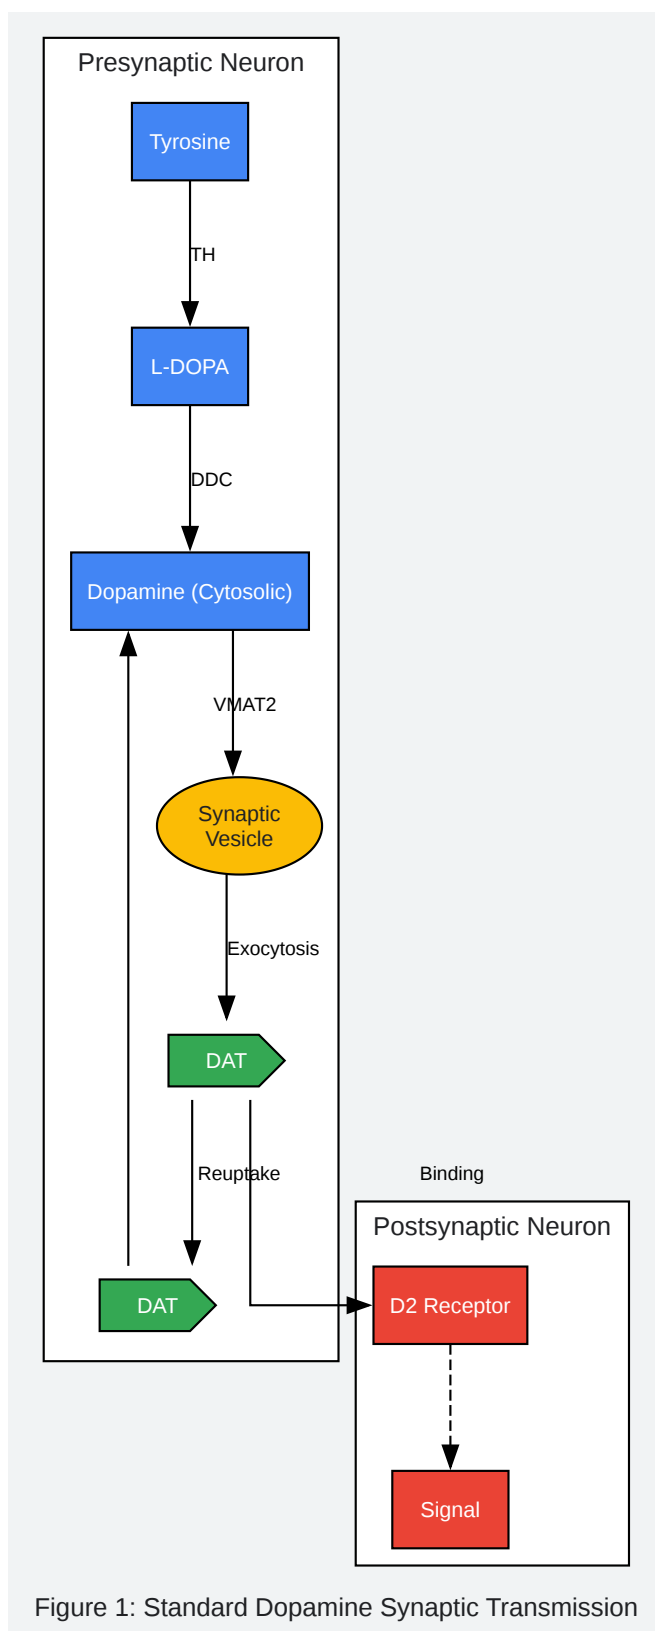 Presynaptic Neuron
Tyrosine
TH
L-DOPA
DDC
Dopamine (Cytosolic)
VMAT2
Synaptic
Vesicle
Exocytosis
DAT
Reuptake
Binding
Postsynaptic Neuron
DAT
D2 Receptor
Signal
Figure 1: Standard Dopamine Synaptic Transmission